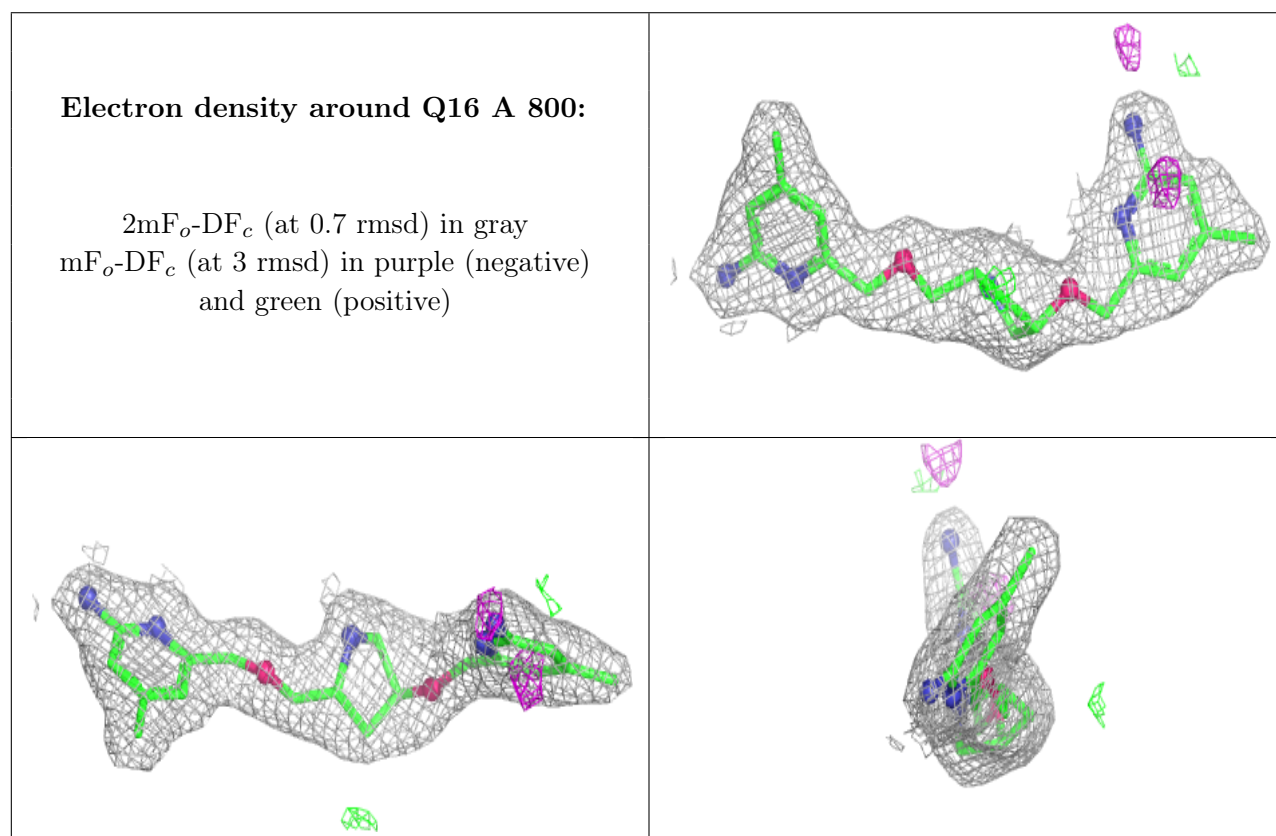 Electron density around Q16 A 800:
2mFo-DFc (at 0.7 rmsd) in gray
mFo-DFc (at 3 rmsd) in purple (negative)
and green (positive)